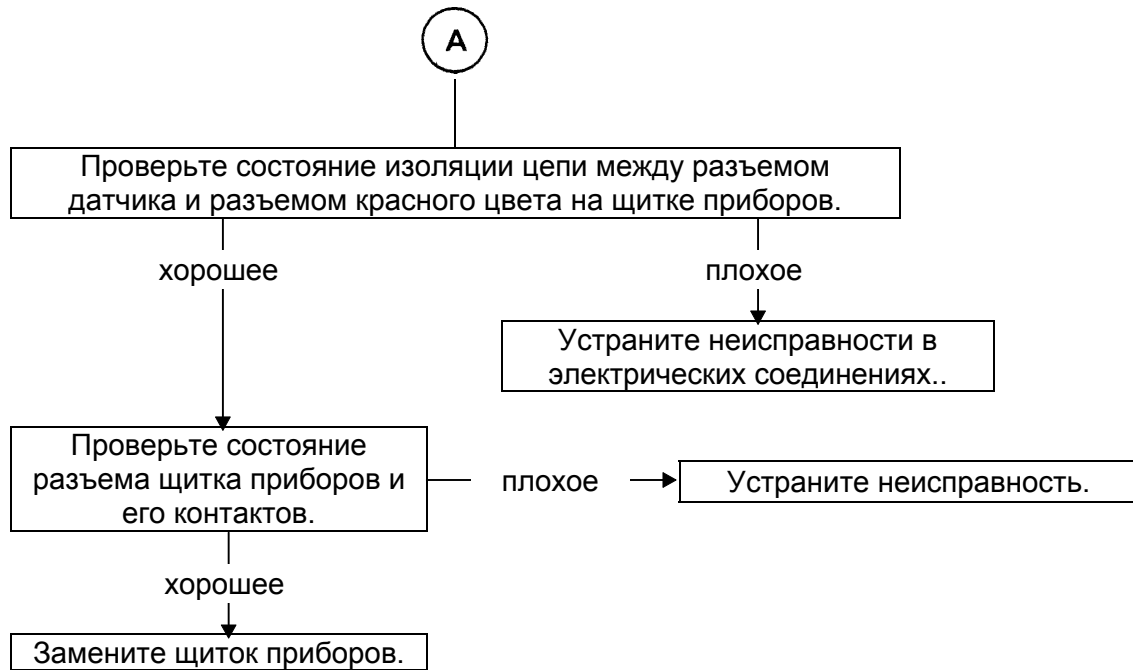 A
Проверьте состояние изоляции цепи между разъемом
датчика и разъемом красного цвета на щитке приборов.
хорошее
плохое
Устраните неисправности в
электрических соединениях..
Проверьте состояние
разъема щитка приборов и
его контактов.
плохое
Устраните неисправность.
хорошее
Замените щиток приборов.